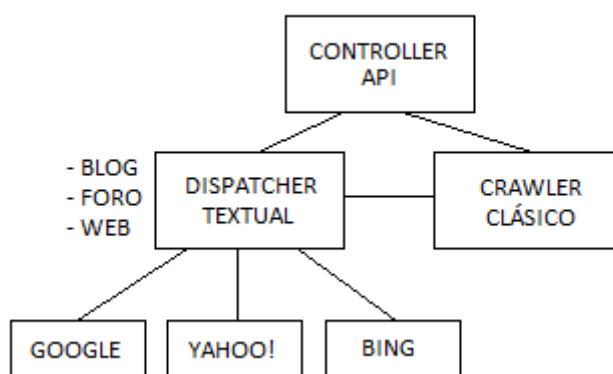 CONTROLLER
API
- BLOG
- FORO
- WEB
DISPATCHER
TEXTUAL
CRAWLER
CLÁSICO
GOOGLE
YAHOO!
BING